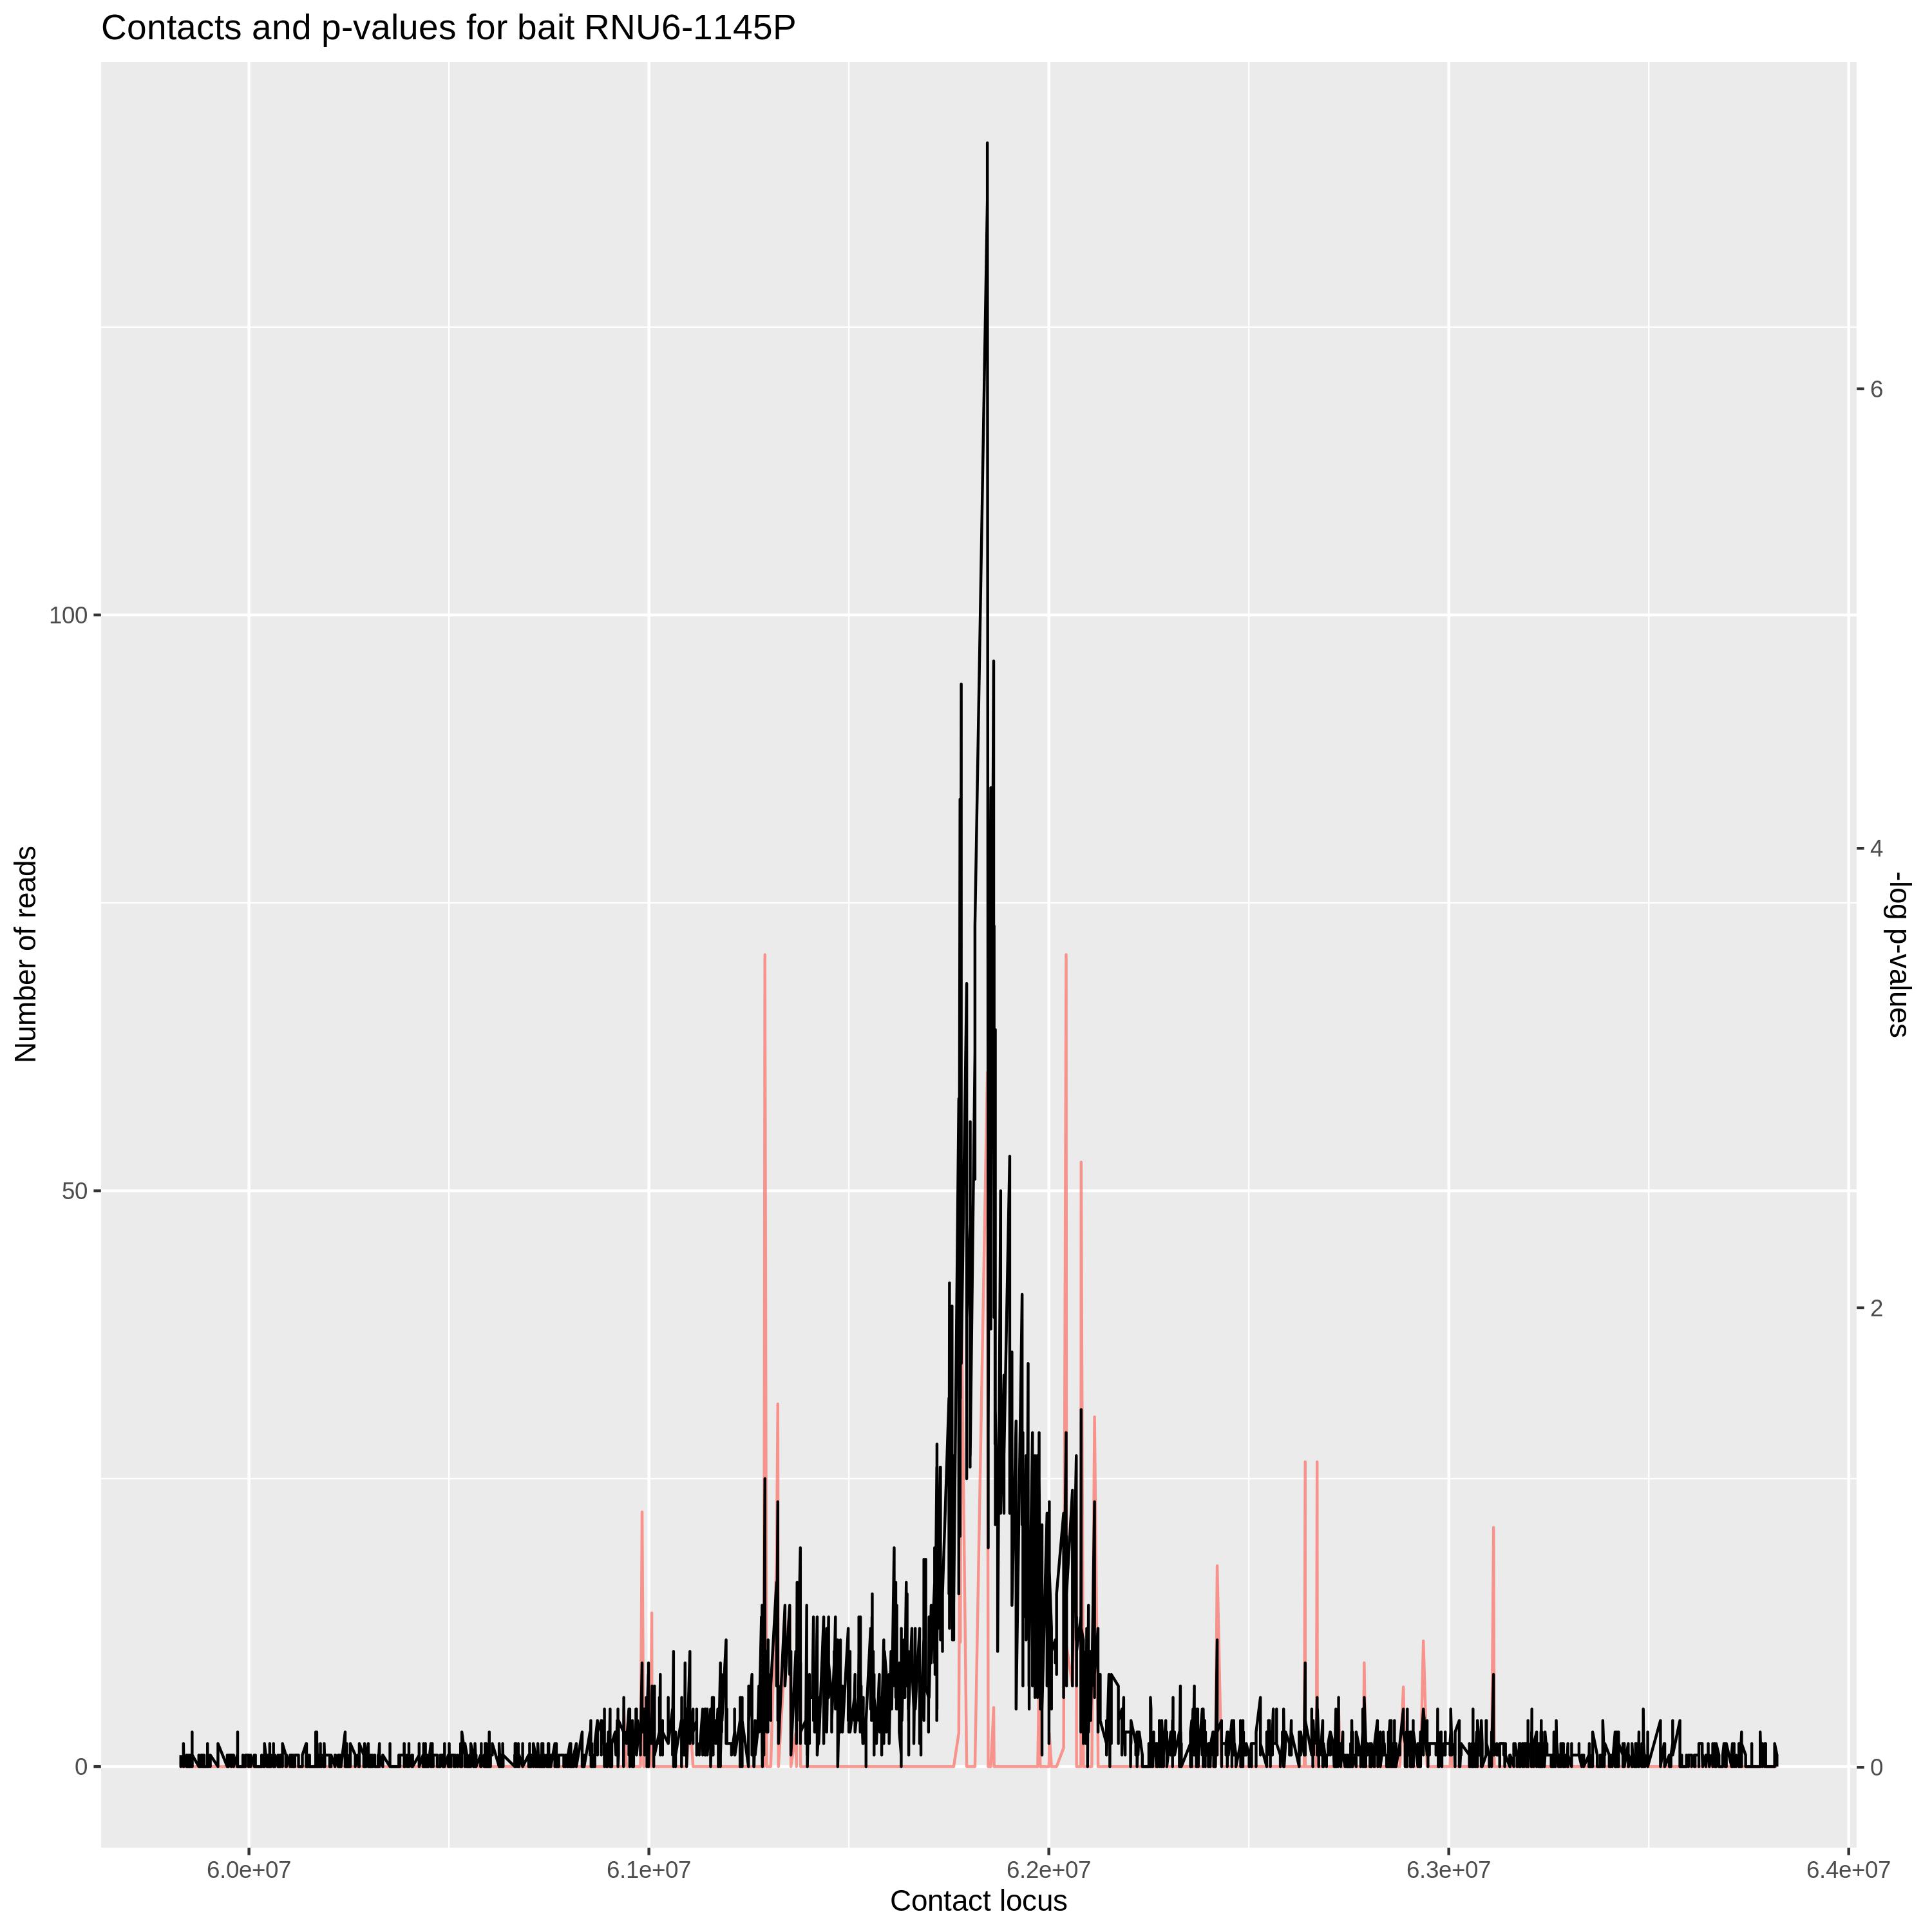 Contacts and p-values for bait RNU6-1145P
Number of reads
100
50
0
6
4
2
0
-log p-values
6.0e+07
6.1e+07
6.2e+07
6.3e+07
6.4e+07
Contact locus